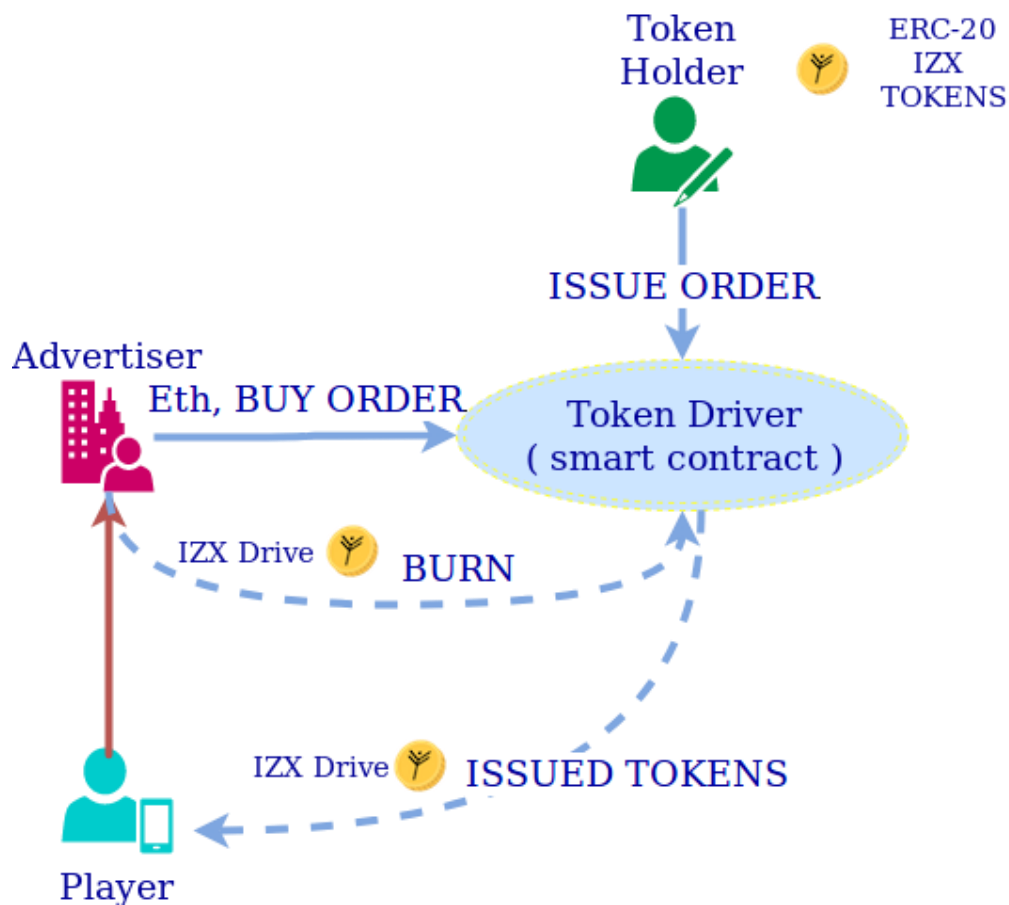 Token
Holder
ERC-20
IZX
TOKENS
ISSUE ORDER
Advertiser
Eth, BUY ORDER
Token Driver
( smart contract )
IZX Drive
BURN
IZX Drive
ISSUED TOKENS
Player